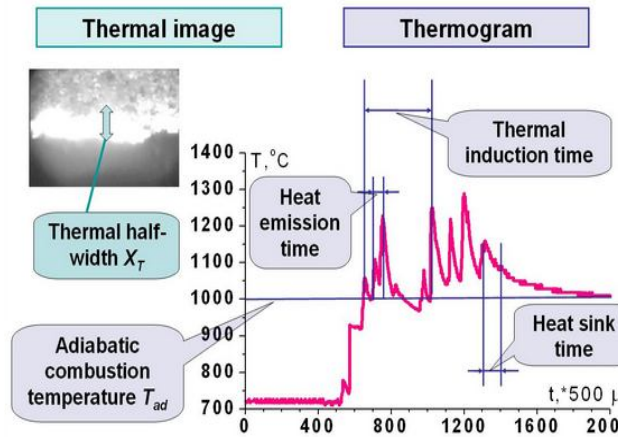 Thermal image
Thermogram
1400
T,°C
1300
1200
1100
1000
900
800
700
0
400
800
1200
1600
2000
t,*500 μ
Thermal
induction time
Heat
emission
time
Thermal half-
width X_T
Adiabatic
combustion
temperature T_ad
Heat sink
time